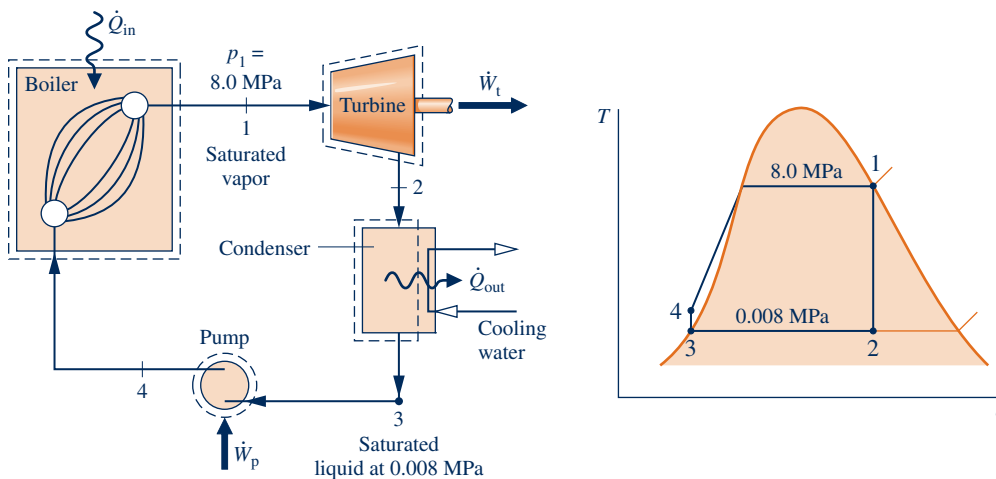 Q̇in
p1 =
8.0 MPa
Boiler
Turbine
Ẇt
1
Saturated
vapor
2
Condenser
Q̇out
Cooling
water
Pump
4
3
Ẇp
Saturated
liquid at 0.008 MPa
T
8.0 MPa
1
4
0.008 MPa
3
2